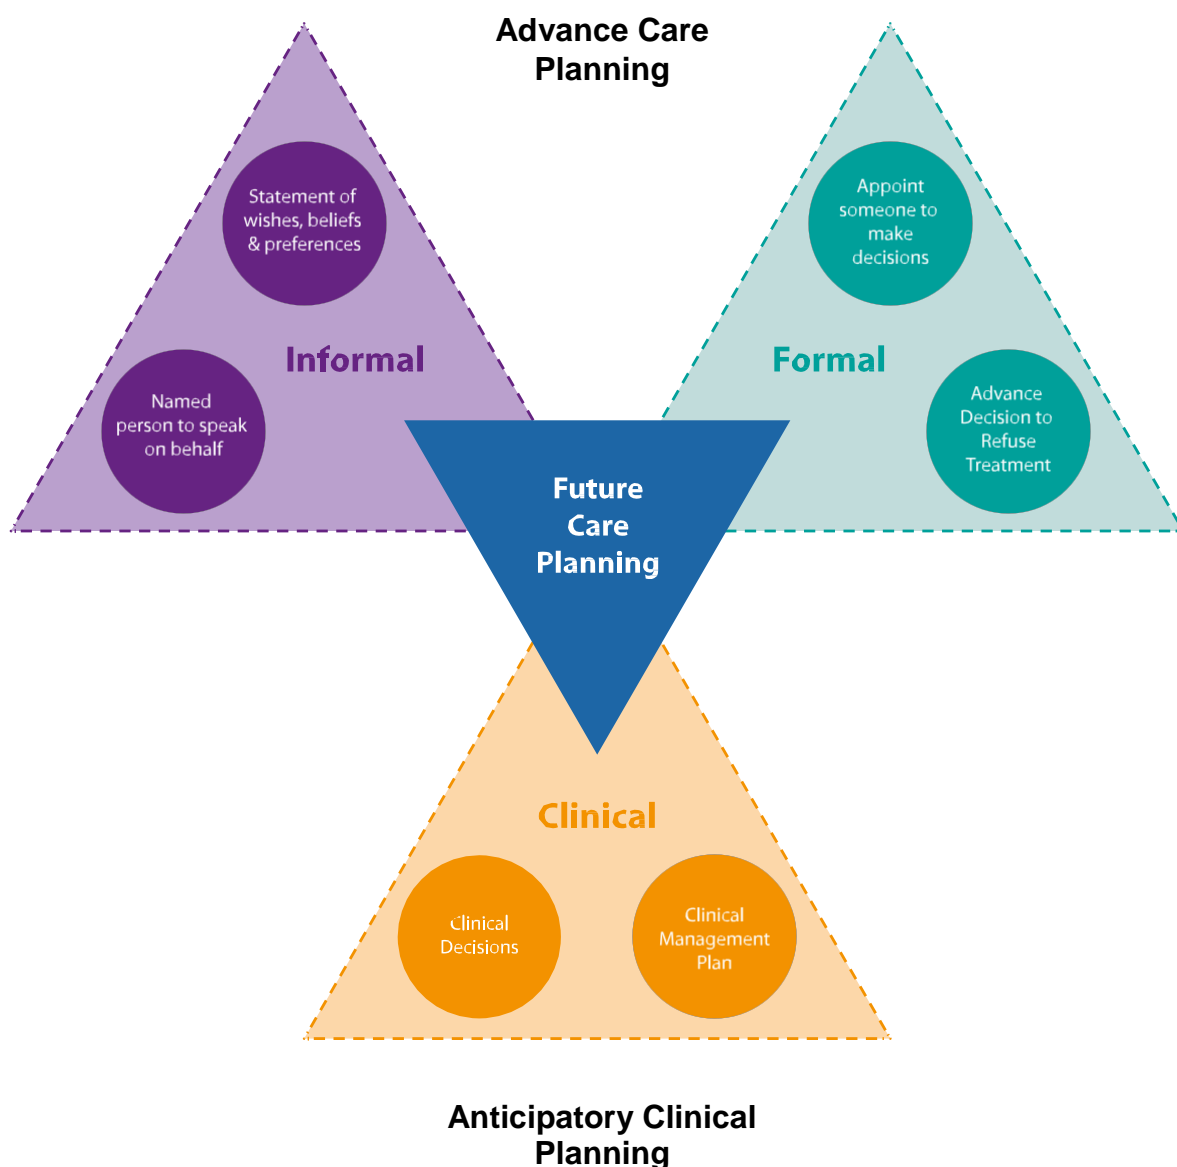 Advance Care
Planning
Statement of
wishes, beliefs
& preferences
Informal
Named
person to speak
on behalf
Appoint
someone to
make
decisions
Formal
Advance
Decision to
Refuse
Treatment
Future
Care
Planning
Clinical
Clinical
Decisions
Clinical
Management
Plan
Anticipatory Clinical
Planning